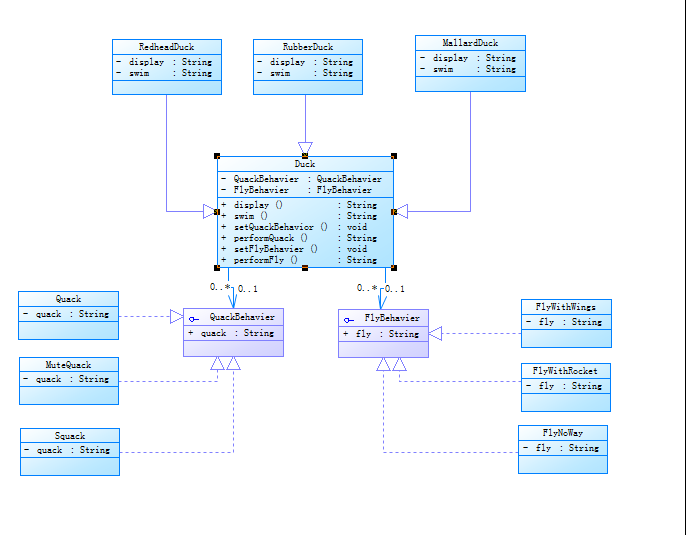 RedheadDuck
- display : String
- swim : String
RubberDuck
- display : String
- swim : String
MallardDuck
- display : String
- swim : String
Duck
- QuackBehavier : QuackBehavier
- FlyBehavier : FlyBehavier
+ display () : String
+ swim () : String
+ setQuackBehavior () : void
+ performQuack () : String
+ setFlyBehavier () : void
+ performFly () : String
0..*
0..1
0..*
0..1
Quack
- quack : String
QuackBehavier
+ quack : String
FlyBehavier
+ fly : String
FlyWithWings
- fly : String
MuteQuack
- quack : String
FlyWithRocket
- fly : String
Squack
- quack : String
FlyNoWay
- fly : String